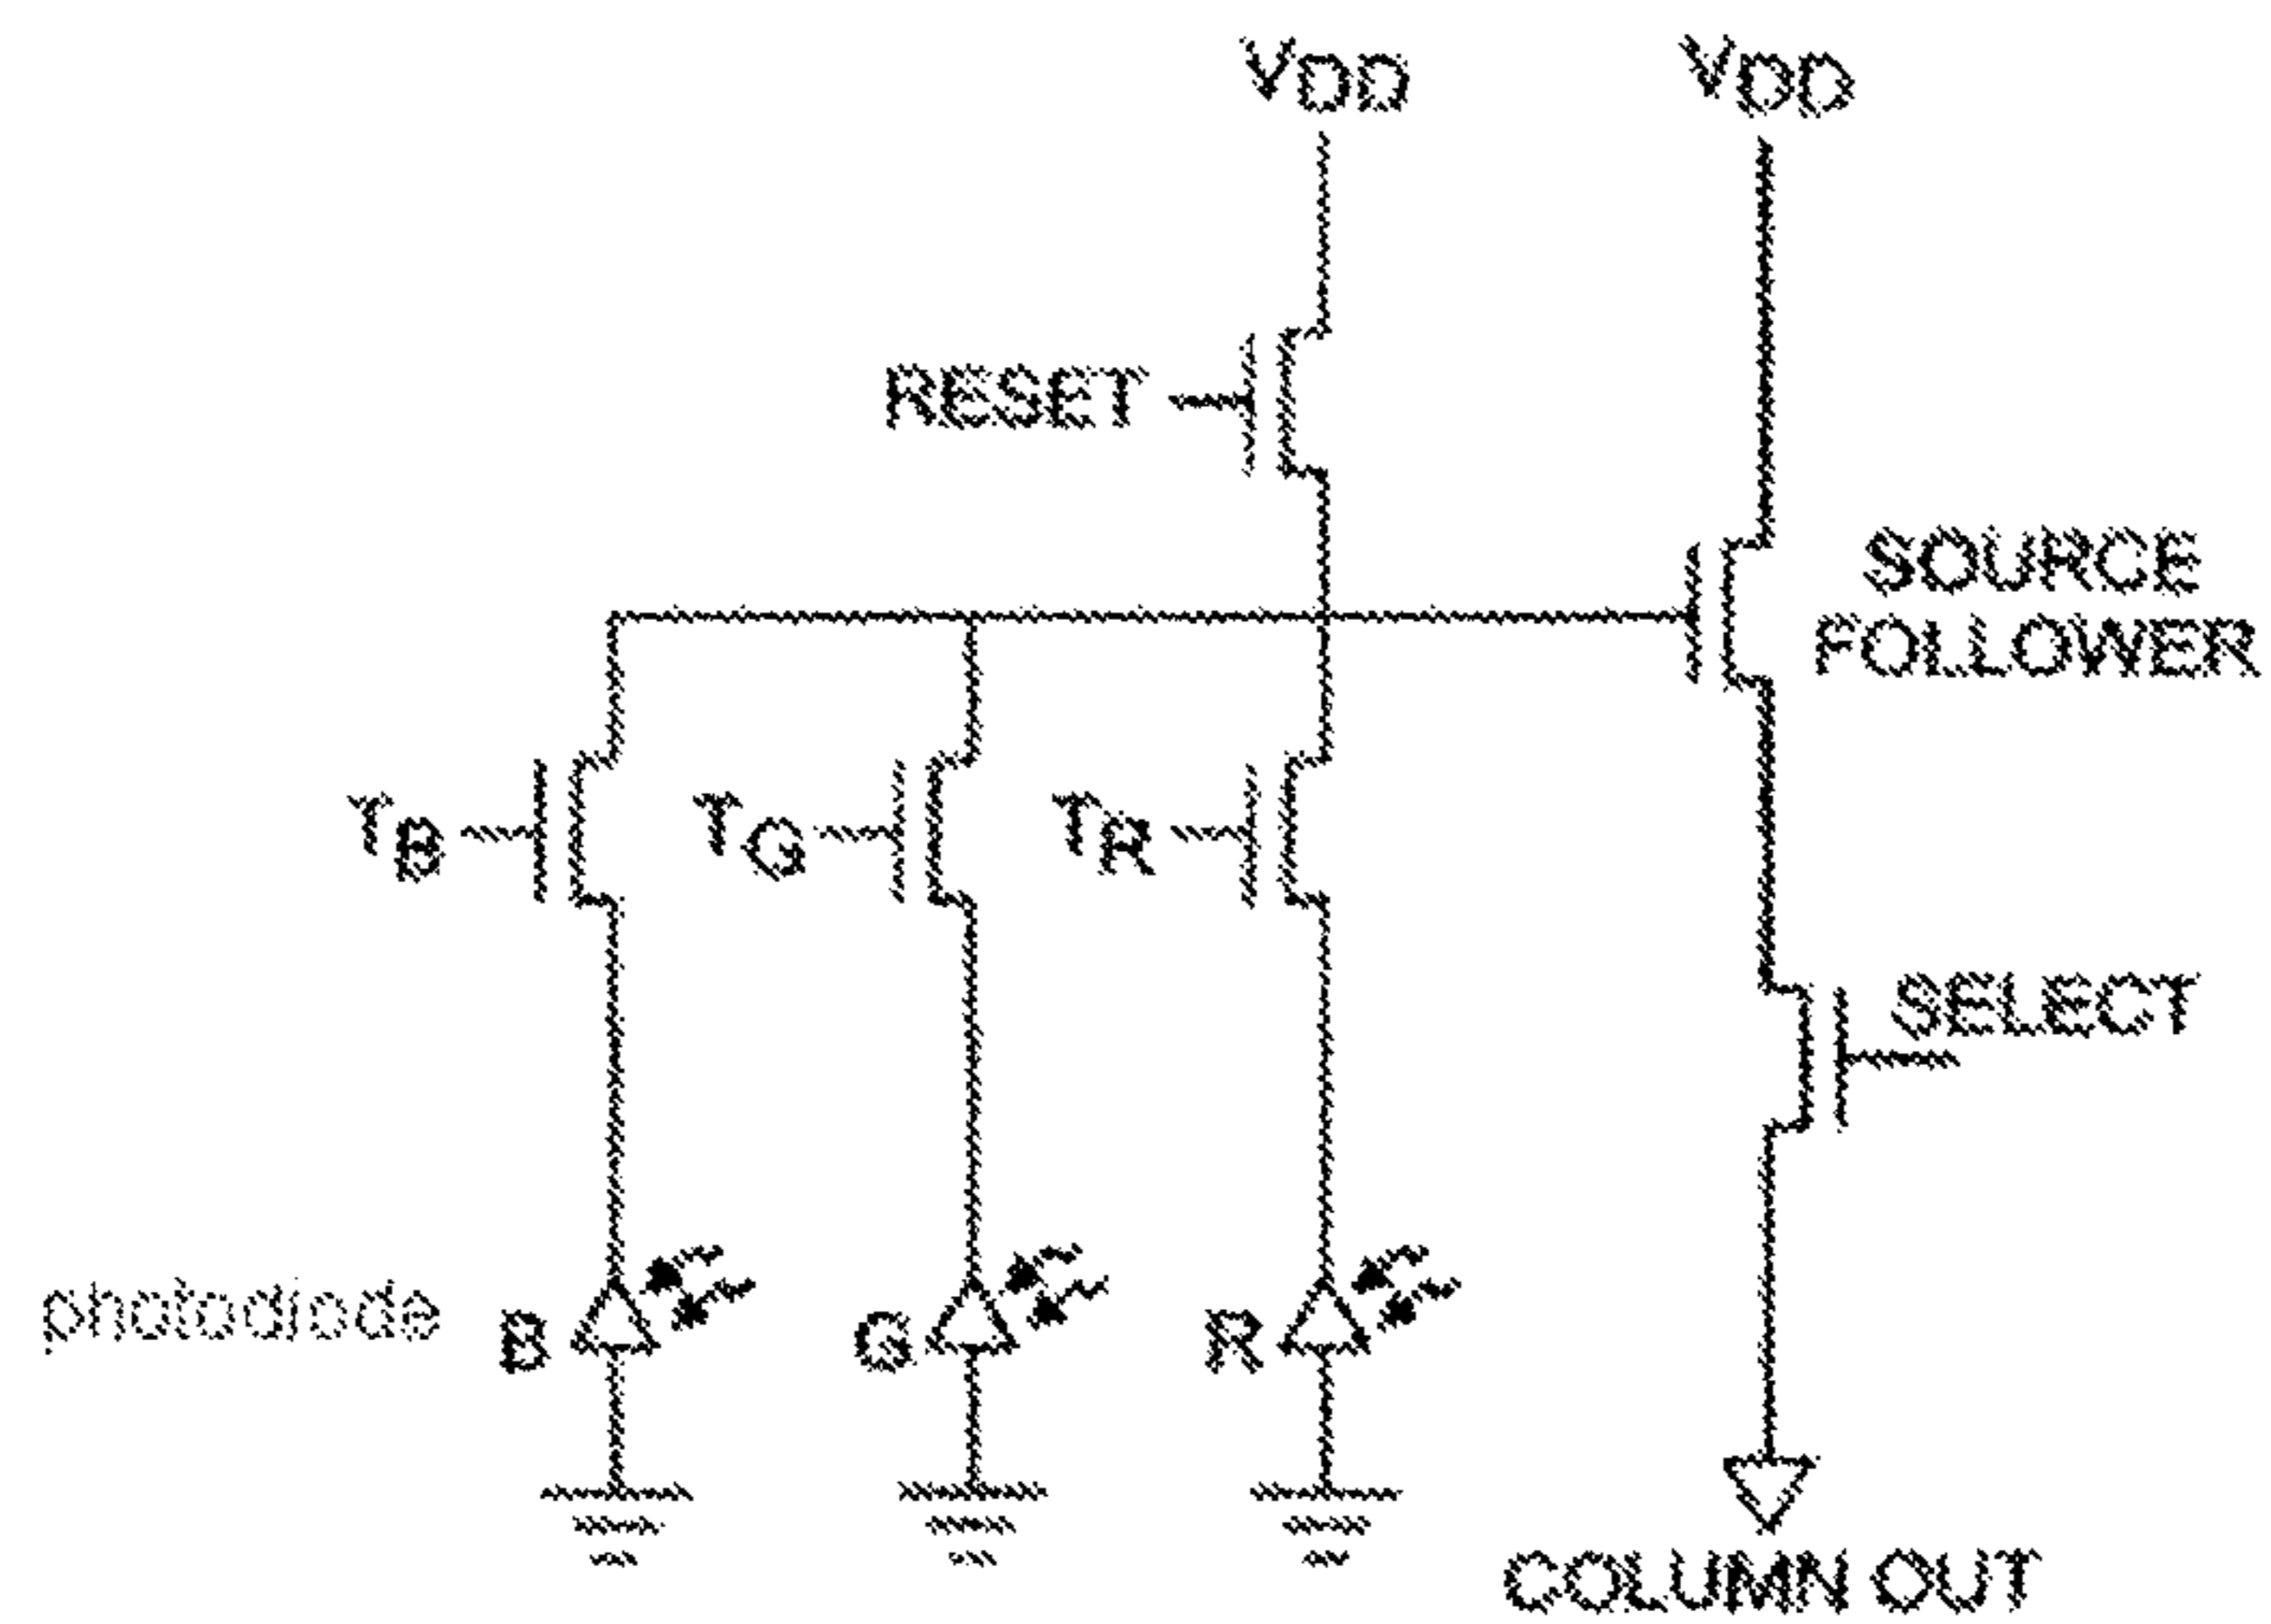 VDD
VDD
RESET
SOURCE
FOLLOWER
TB
TG
TR
SELECT
photodiode
B
G
R
COLUMN OUT